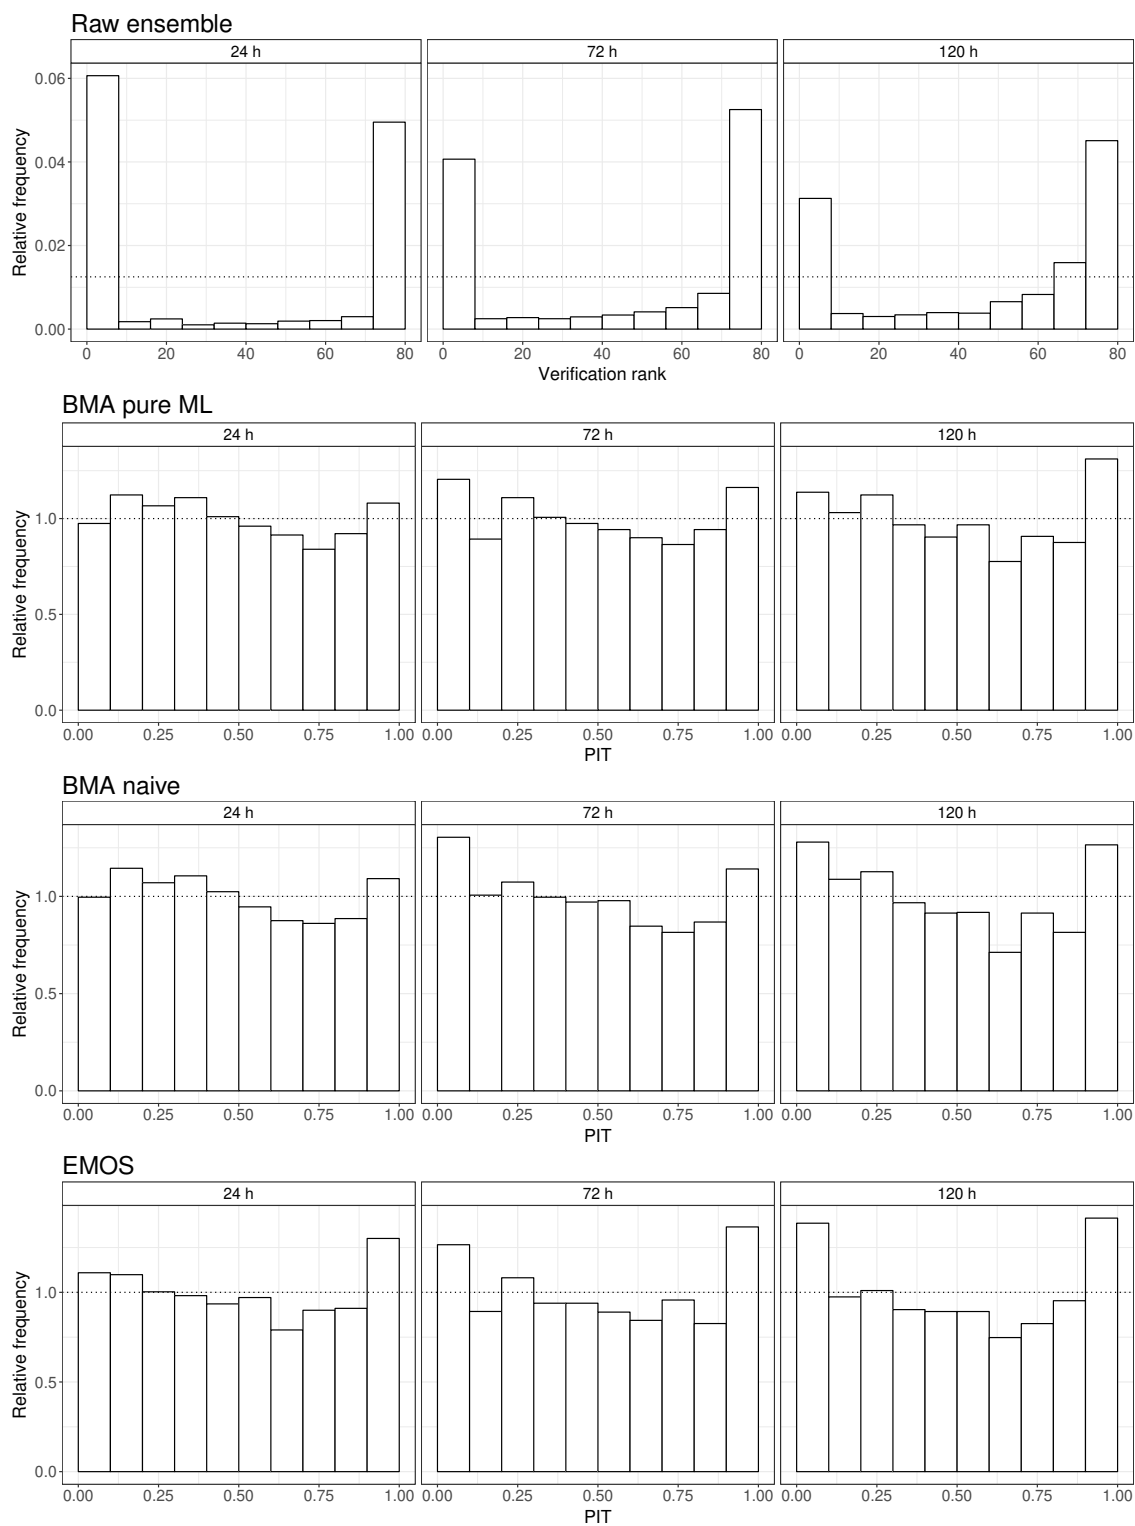 Raw ensemble
24 h 72 h 120 h
Relative frequency
0.06
0.04
0.02
0.00
0 20 40 60 80 0 20 40 60 80 0 20 40 60 80
Verification rank
BMA pure ML
24 h 72 h 120 h
Relative frequency
1.0
0.5
0.0
0.00 0.25 0.50 0.75 1.00 0.00 0.25 0.50 0.75 1.00 0.00 0.25 0.50 0.75 1.00
PIT
BMA naive
24 h 72 h 120 h
Relative frequency
1.0
0.5
0.0
0.00 0.25 0.50 0.75 1.00 0.00 0.25 0.50 0.75 1.00 0.00 0.25 0.50 0.75 1.00
PIT
EMOS
24 h 72 h 120 h
Relative frequency
1.0
0.5
0.0
0.00 0.25 0.50 0.75 1.00 0.00 0.25 0.50 0.75 1.00 0.00 0.25 0.50 0.75 1.00
PIT